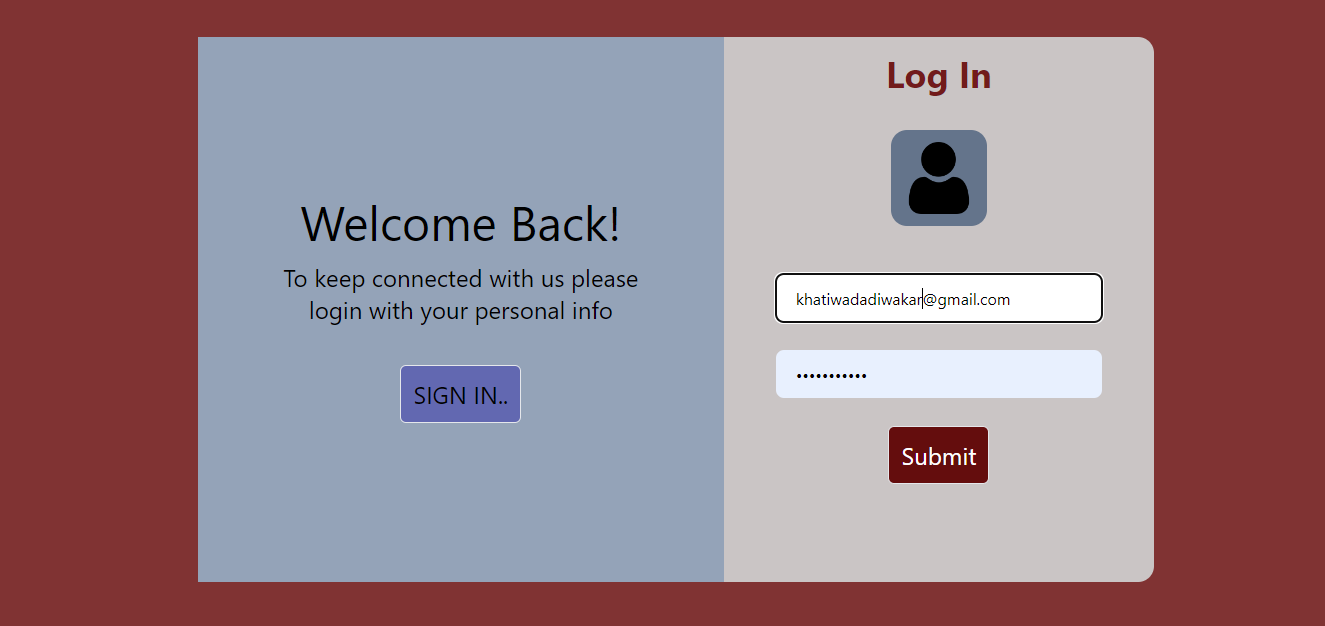 Welcome Back!
To keep connected with us please
login with your personal info
SIGN IN..
Log In
khatiwadadiwakar@gmail.com
•••••••••••
Submit